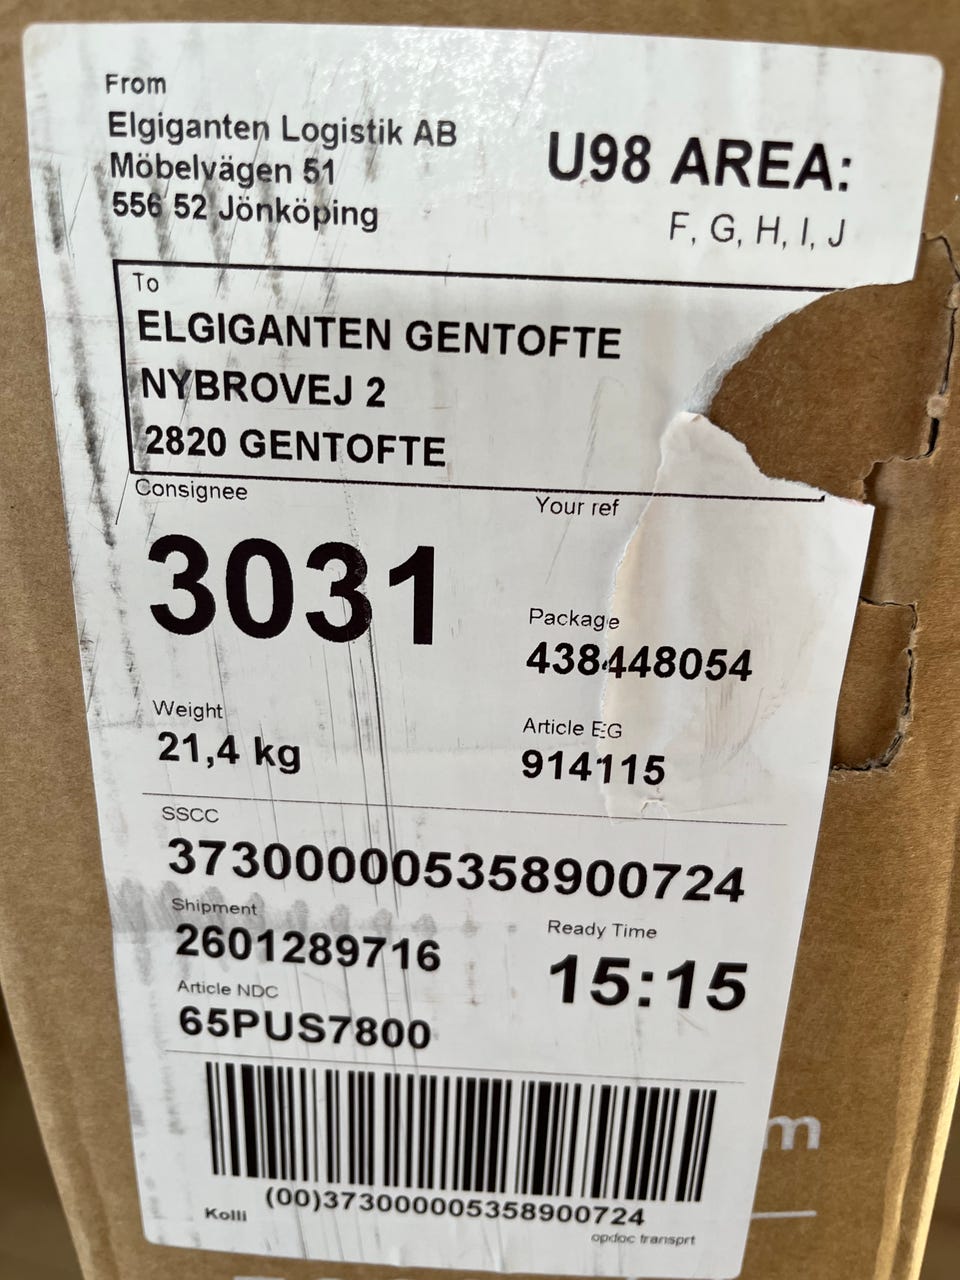 From
Elgiganten Logistik AB
Möbelvägen 51
556 52 Jönköping
U98 AREA:
F, G, H, I, J
To
ELGIGANTEN GENTOFTE
NYBROVEJ 2
2820 GENTOFTE
Consignee
3031
Your ref
Package
438448054
Weight
21,4 kg
Article EG
914115
SSCC
373000005358900724
Shipment
2601289716
Ready Time
15:15
Article NDC
65PUS7800
(00)373000005358900724
Kolli
opdoc transprt
m